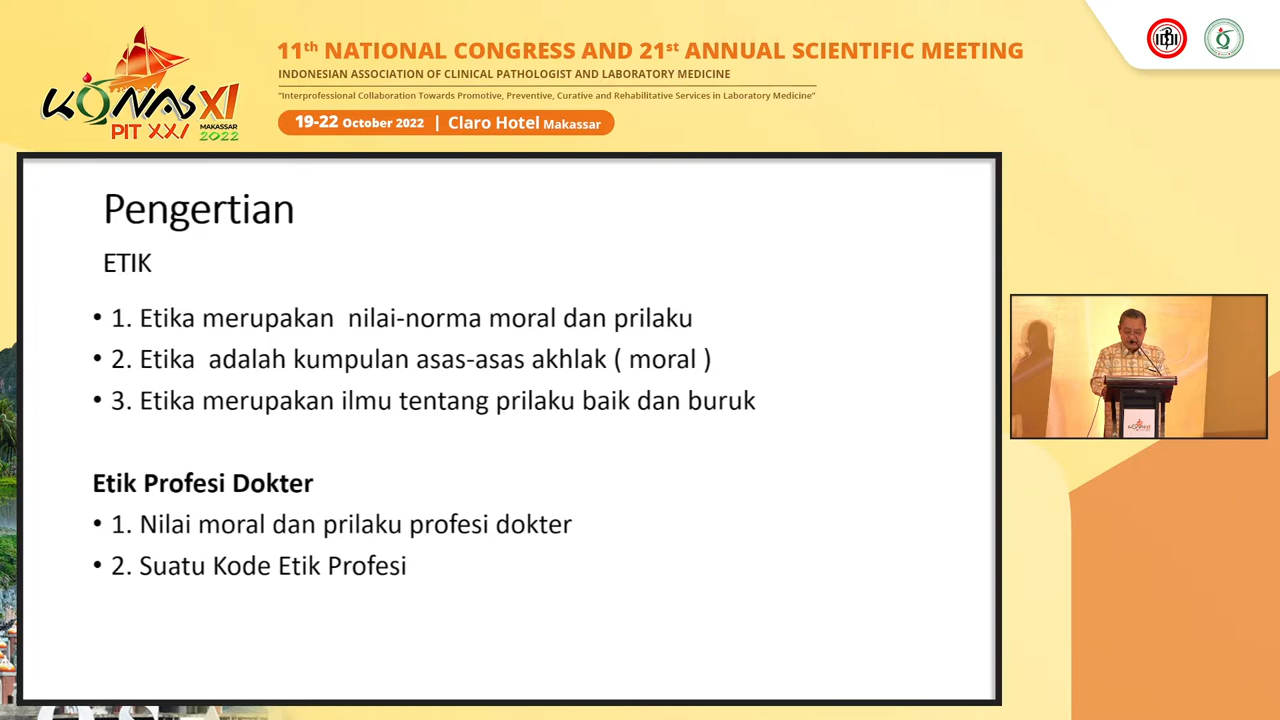 11th NATIONAL CONGRESS AND 21st ANNUAL SCIENTIFIC MEETING
INDONESIAN ASSOCIATION OF CLINICAL PATHOLOGIST AND LABORATORY MEDICINE
"Interprofessional Collaboration Towards Promotive, Preventive, Curative and Rehabilitative Services in Laboratory Medicine"
19-22 October 2022 | Claro Hotel Makassar
KONAS XI
PIT XXI MAKASSAR 2022
Pengertian
ETIK
• 1. Etika merupakan  nilai-norma moral dan prilaku
• 2. Etika  adalah kumpulan asas-asas akhlak ( moral )
• 3. Etika merupakan ilmu tentang prilaku baik dan buruk
Etik Profesi Dokter
• 1. Nilai moral dan prilaku profesi dokter
• 2. Suatu Kode Etik Profesi